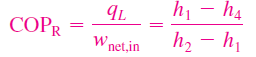 COP_R = q_L / w_net,in = (h_1 − h_4) / (h_2 − h_1)